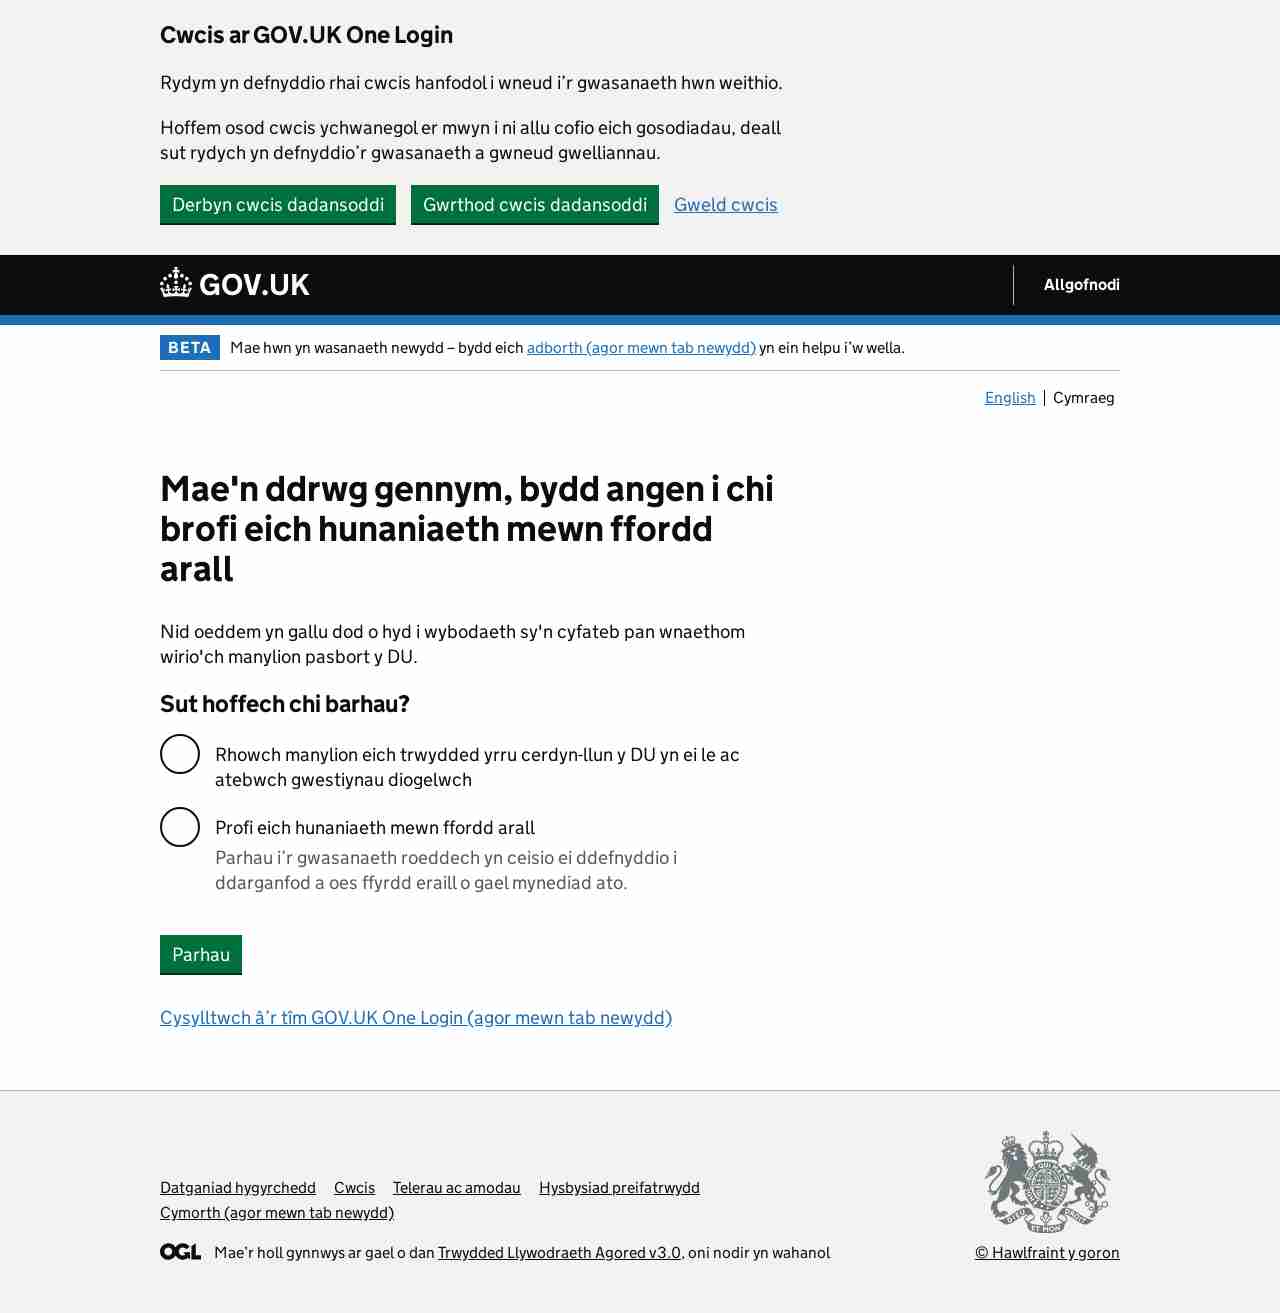 Cwcis ar GOV.UK One Login
Rydym yn defnyddio rhai cwcis hanfodol i wneud i’r gwasanaeth hwn weithio.
Hoffem osod cwcis ychwanegol er mwyn i ni allu cofio eich gosodiadau, deall
sut rydych yn defnyddio’r gwasanaeth a gwneud gwelliannau.
Derbyn cwcis dadansoddi Gwrthod cwcis dadansoddi Gweld cwcis
GOV.UK Allgofnodi
BETA Mae hwn yn wasanaeth newydd – bydd eich adborth (agor mewn tab newydd) yn ein helpu i’w wella.
English Cymraeg
Mae'n ddrwg gennym, bydd angen i chi
brofi eich hunaniaeth mewn ffordd
arall
Nid oeddem yn gallu dod o hyd i wybodaeth sy'n cyfateb pan wnaethom
wirio'ch manylion pasbort y DU.
Sut hoffech chi barhau?
Rhowch manylion eich trwydded yrru cerdyn-llun y DU yn ei le ac
atebwch gwestiynau diogelwch
Profi eich hunaniaeth mewn ffordd arall
Parhau i’r gwasanaeth roeddech yn ceisio ei ddefnyddio i
ddarganfod a oes ffyrdd eraill o gael mynediad ato.
Parhau
Cysylltwch â’r tîm GOV.UK One Login (agor mewn tab newydd)
Datganiad hygyrchedd Cwcis Telerau ac amodau Hysbysiad preifatrwydd
Cymorth (agor mewn tab newydd)
OGL Mae’r holl gynnwys ar gael o dan Trwydded Llywodraeth Agored v3.0, oni nodir yn wahanol
© Hawlfraint y goron